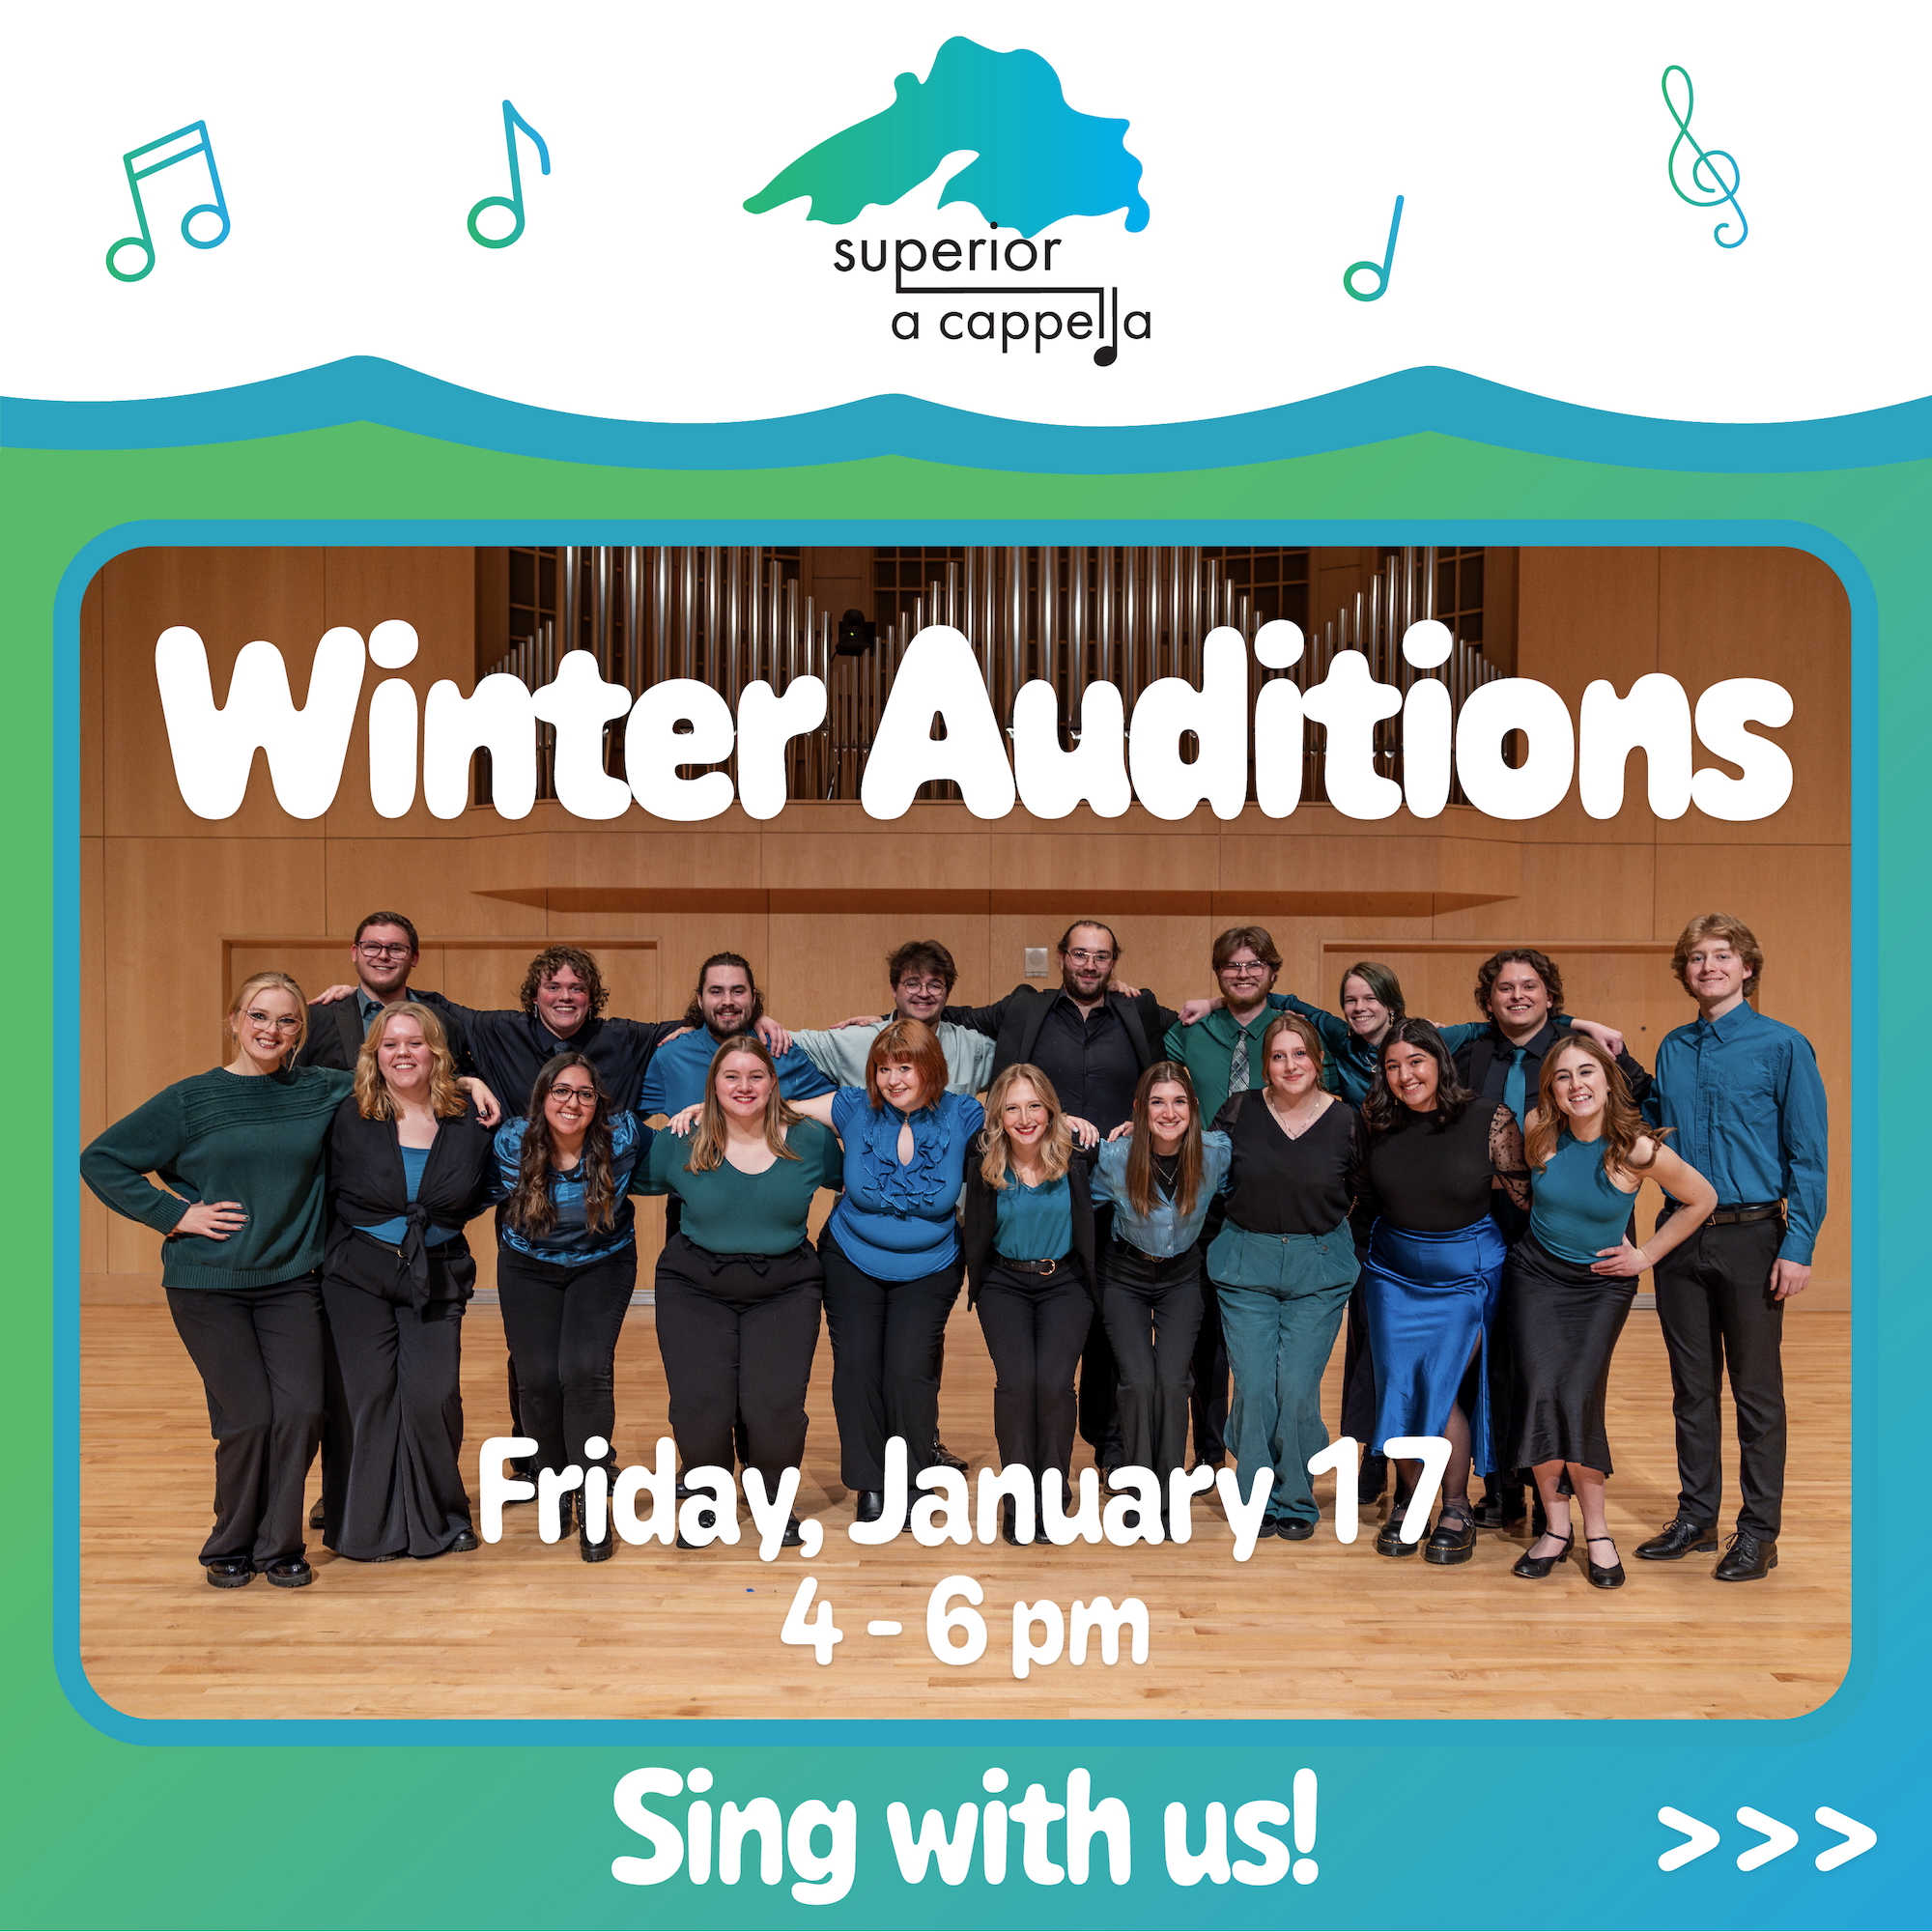 superior
a cappella
Winter Auditions
Friday, January 17
4 - 6 pm
Sing with us!
>>>